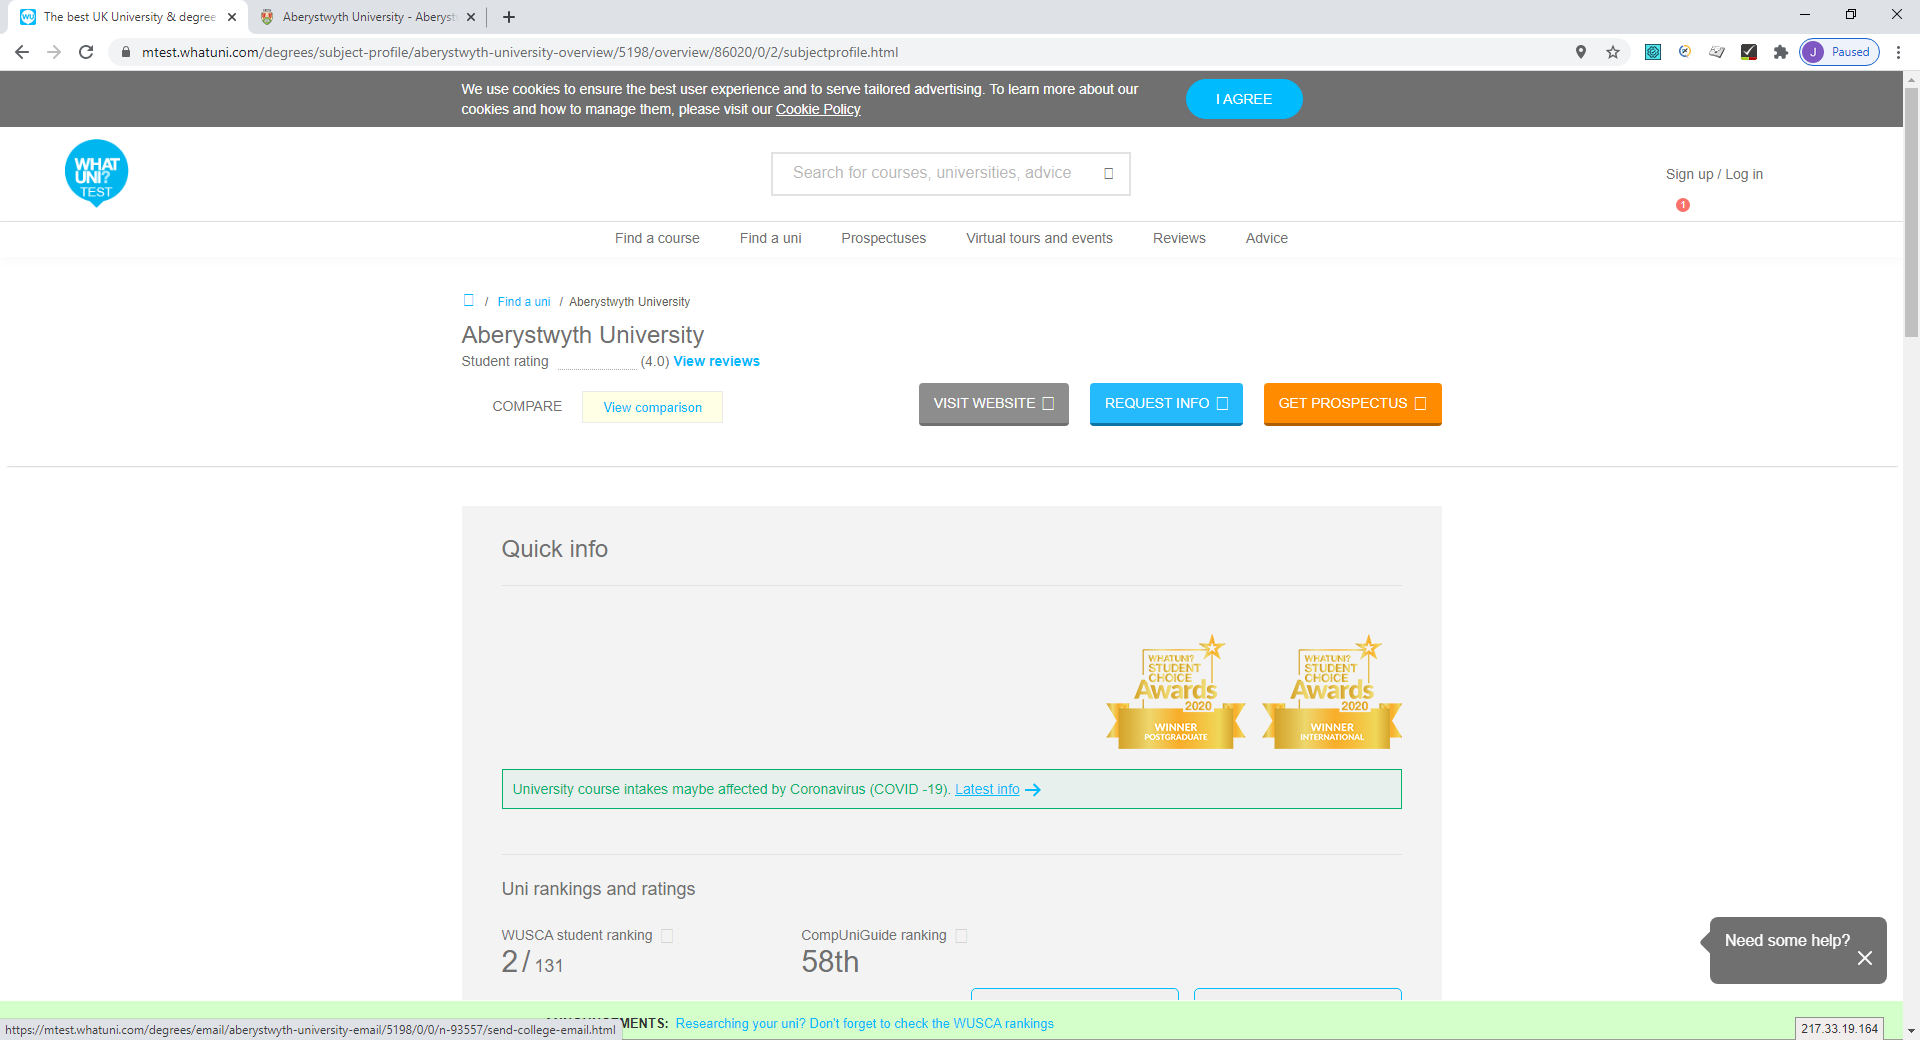 The best UK University & degree
Aberystwyth University - Aberyst
mtest.whatuni.com/degrees/subject-profile/aberystwyth-university-overview/5198/overview/86020/0/2/subjectprofile.html
J Paused
We use cookies to ensure the best user experience and to serve tailored advertising. To learn more about our
cookies and how to manage them, please visit our Cookie Policy
I AGREE
WHAT
UNI?
TEST
Search for courses, universities, advice
Sign up / Log in
1
Find a course Find a uni Prospectuses Virtual tours and events Reviews Advice
/ Find a uni / Aberystwyth University
Aberystwyth University
Student rating (4.0) View reviews
COMPARE View comparison
VISIT WEBSITE REQUEST INFO GET PROSPECTUS
Quick info
WHATUNI?
STUDENT
CHOICE
Awards
2020
WINNER
POSTGRADUATE
WHATUNI?
STUDENT
CHOICE
Awards
2020
WINNER
INTERNATIONAL
University course intakes maybe affected by Coronavirus (COVID -19). Latest info
Uni rankings and ratings
WUSCA student ranking
2 / 131
CompUniGuide ranking
58th
Need some help?
https://mtest.whatuni.com/degrees/email/aberystwyth-university-email/5198/0/0/n-93557/send-college-email.html
EMENTS: Researching your uni? Don't forget to check the WUSCA rankings
217.33.19.164